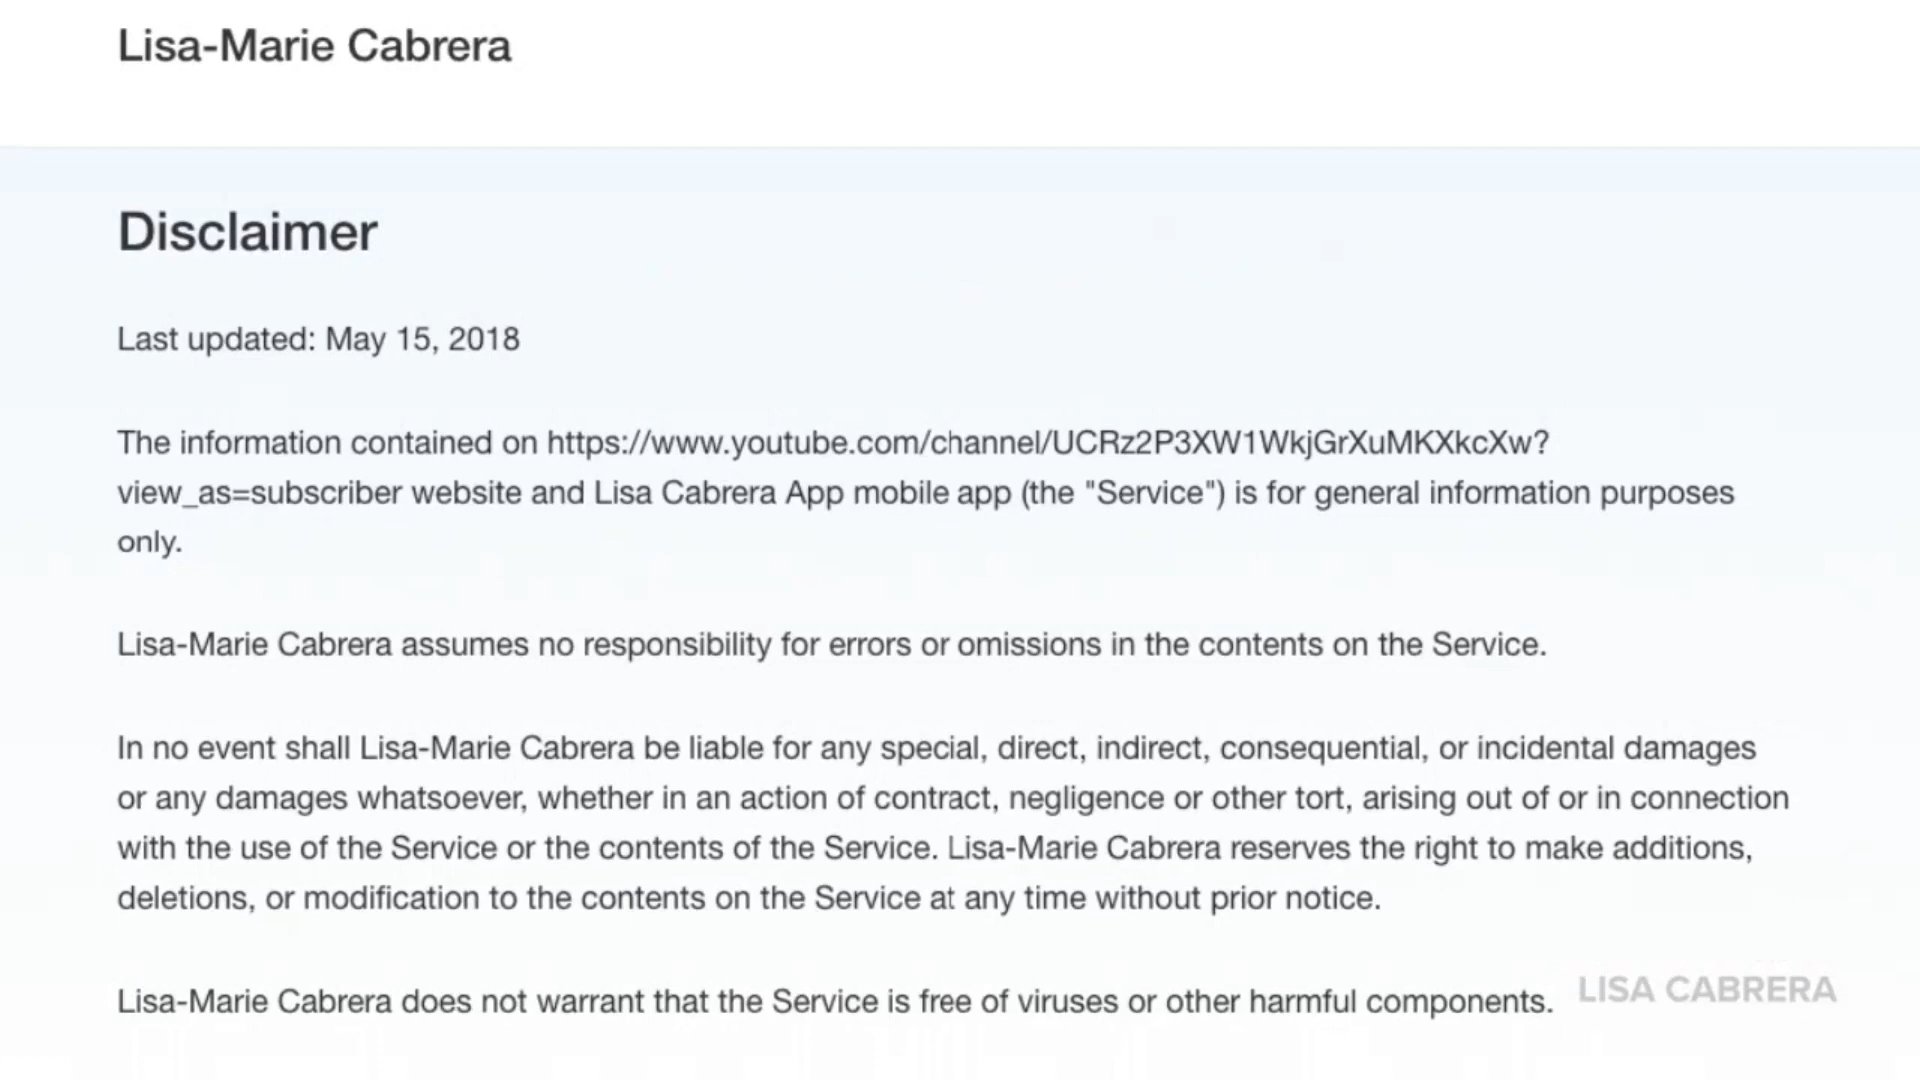 Lisa-Marie Cabrera
Disclaimer
Last updated: May 15, 2018
The information contained on https://www.youtube.com/channel/UCRz2P3XW1WkjGrXuMKXkcXw?
view_as=subscriber website and Lisa Cabrera App mobile app (the "Service") is for general information purposes
only.
Lisa-Marie Cabrera assumes no responsibility for errors or omissions in the contents on the Service.
In no event shall Lisa-Marie Cabrera be liable for any special, direct, indirect, consequential, or incidental damages
or any damages whatsoever, whether in an action of contract, negligence or other tort, arising out of or in connection
with the use of the Service or the contents of the Service. Lisa-Marie Cabrera reserves the right to make additions,
deletions, or modification to the contents on the Service at any time without prior notice.
Lisa-Marie Cabrera does not warrant that the Service is free of viruses or other harmful components.
LISA CABRERA